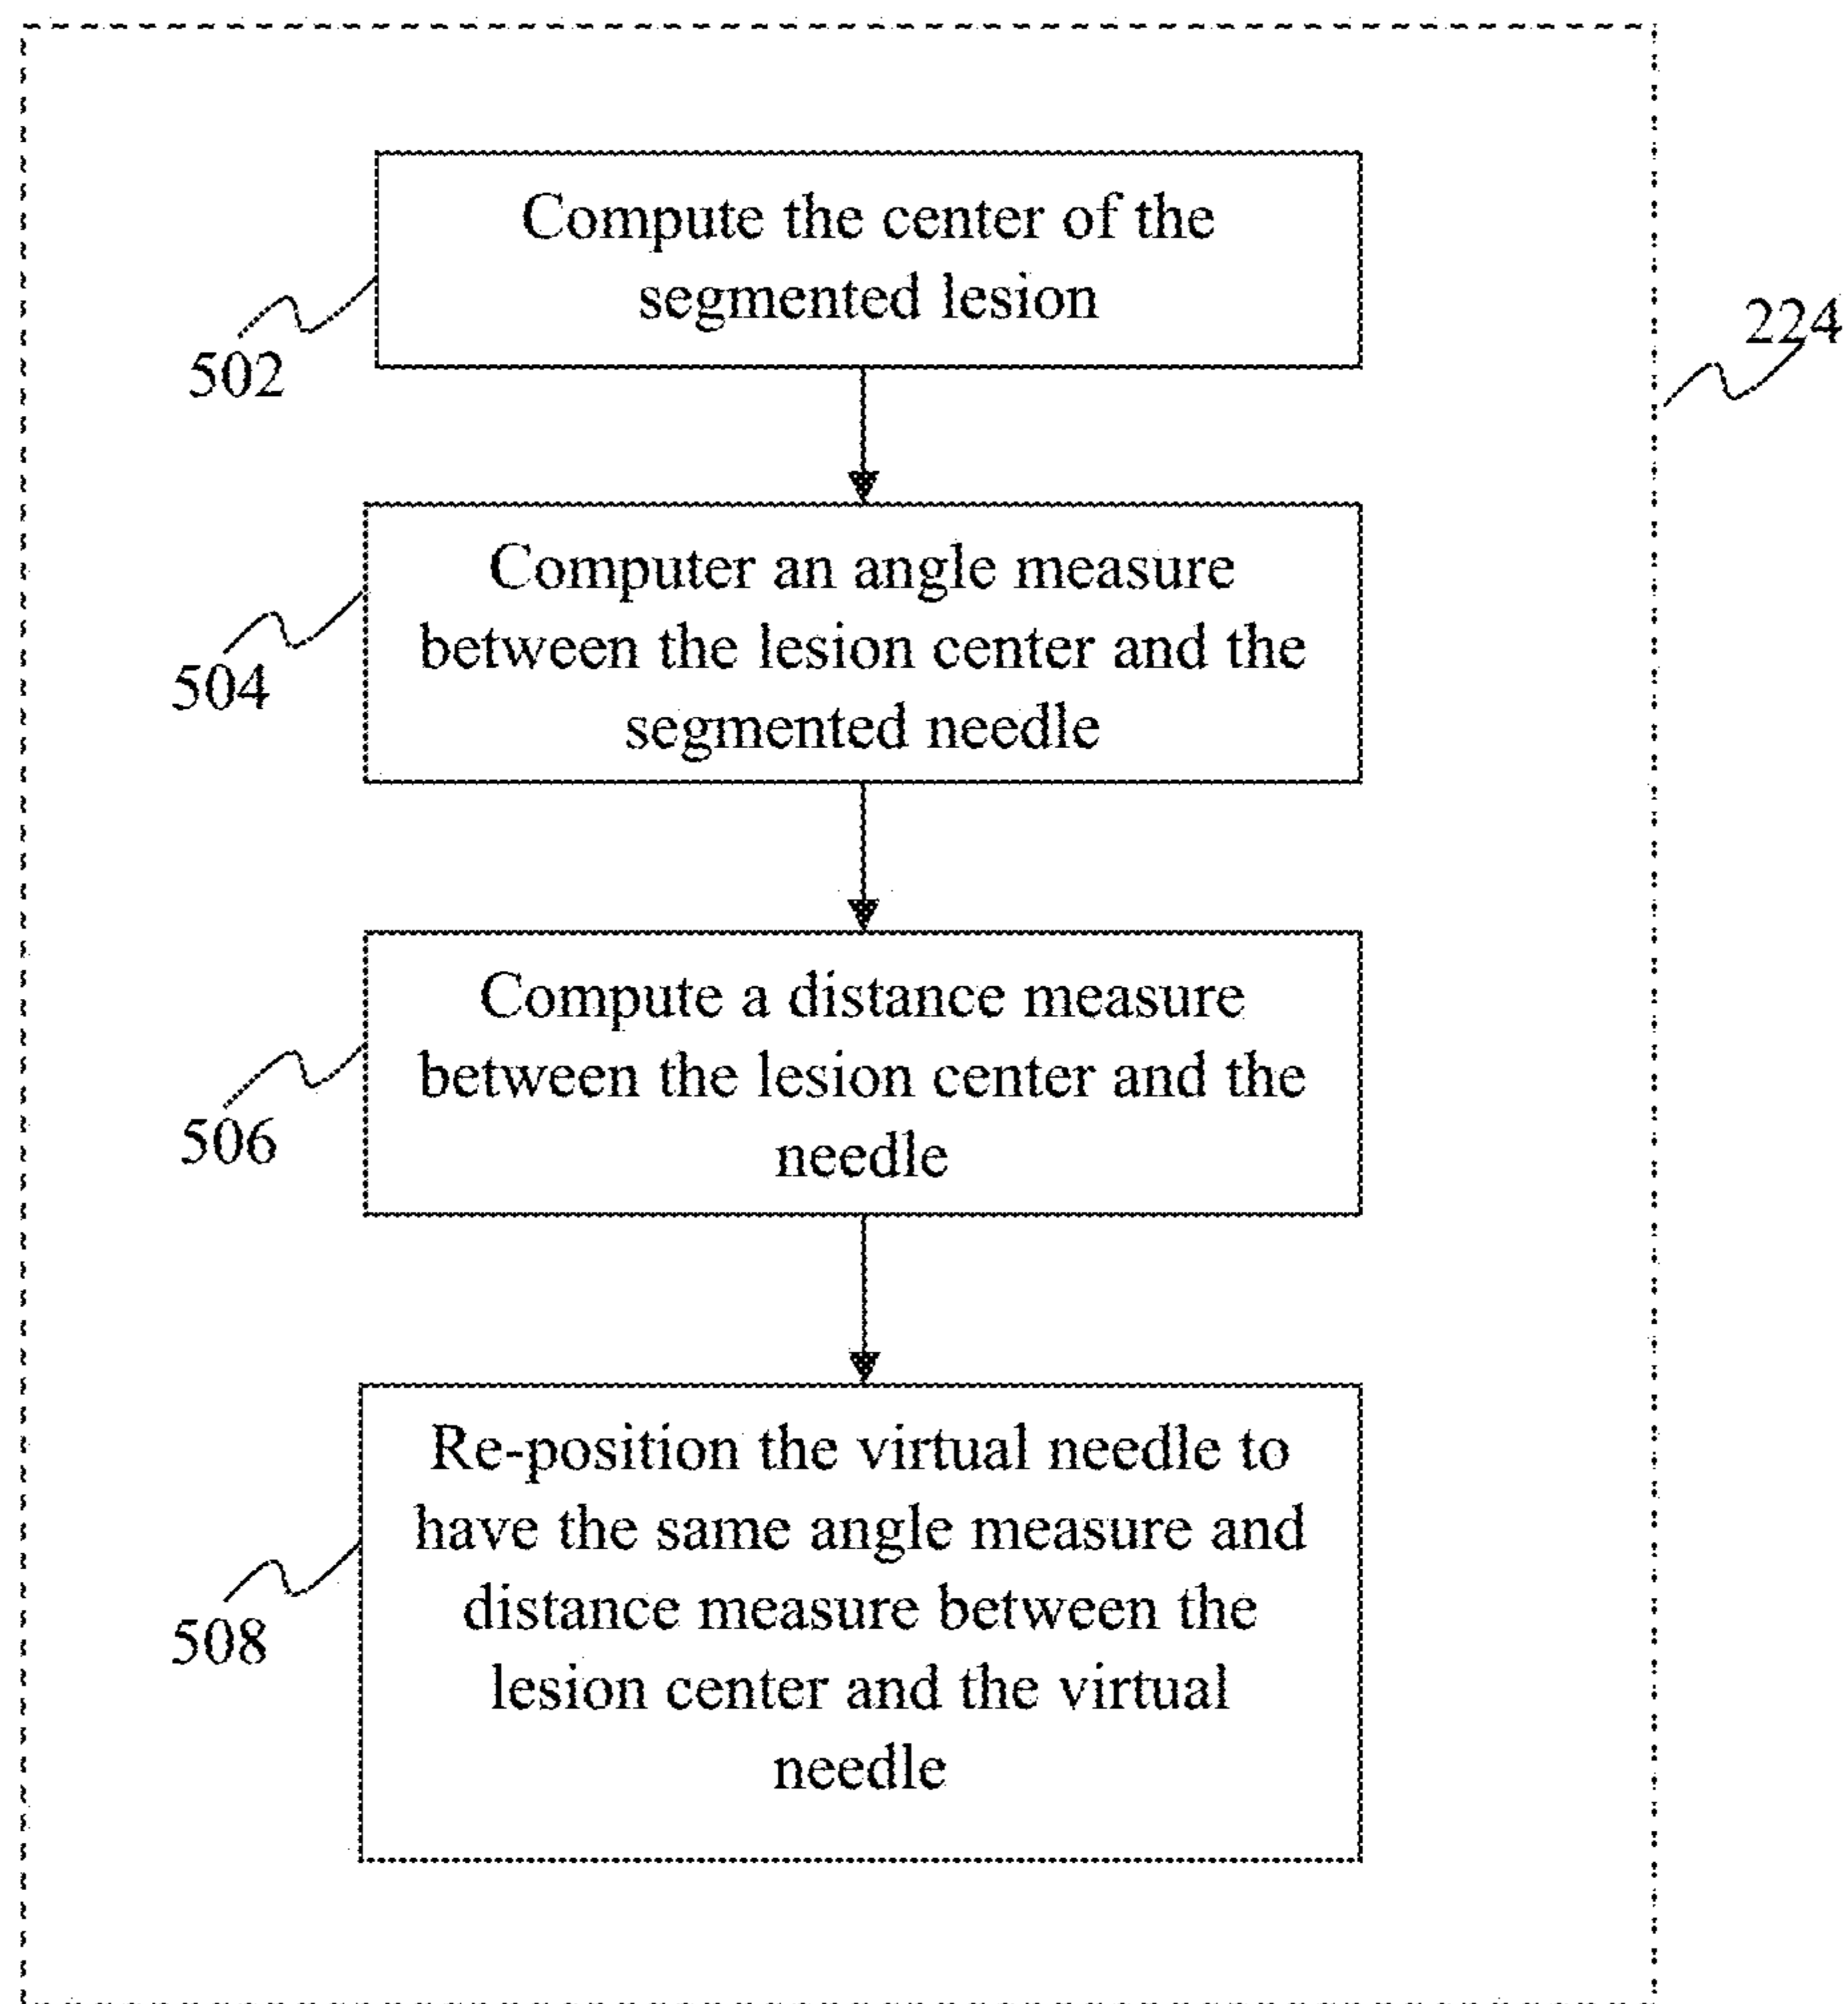 Compute the center of the
segmented lesion
502
224
Computer an angle measure
between the lesion center and the
segmented needle
504
Compute a distance measure
between the lesion center and the
needle
506
Re-position the virtual needle to
have the same angle measure and
distance measure between the
lesion center and the virtual
needle
508